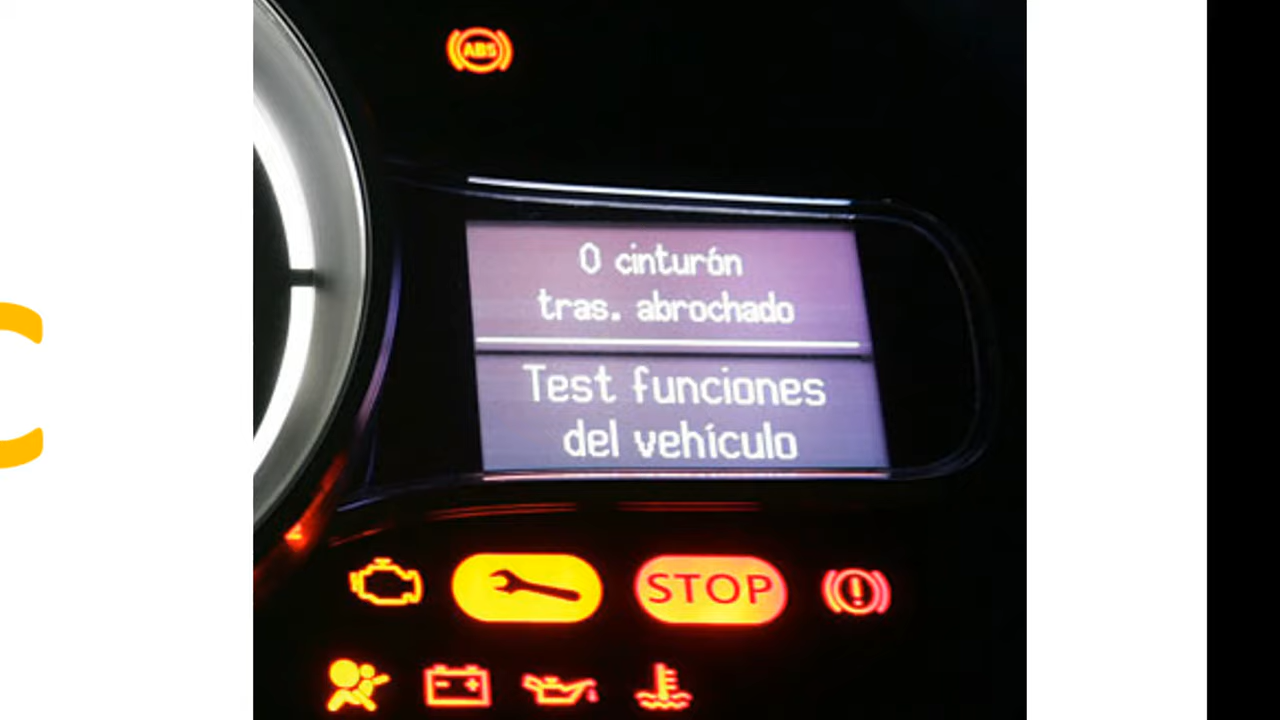 ABS
0 cinturón
tras. abrochado
Test funciones
del vehículo
STOP